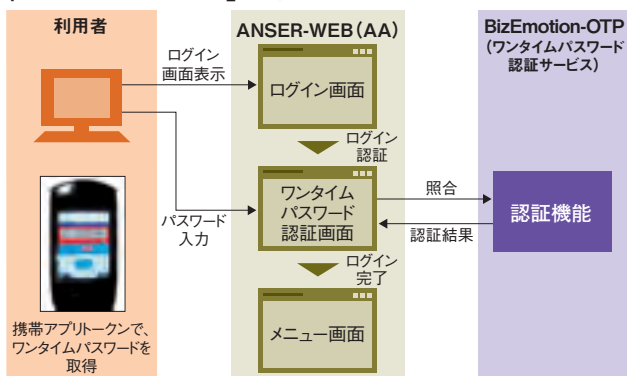 利用者
ANSER-WEB（AA）
BizEmotion-OTP
（ワンタイムパスワード
認証サービス）
ログイン
画面表示
ログイン画面
ログイン
認証
ワンタイム
パスワード
認証画面
照合
認証機能
認証結果
パスワード
入力
ログイン
完了
メニュー画面
携帯アプリトークンで、
ワンタイムパスワードを
取得